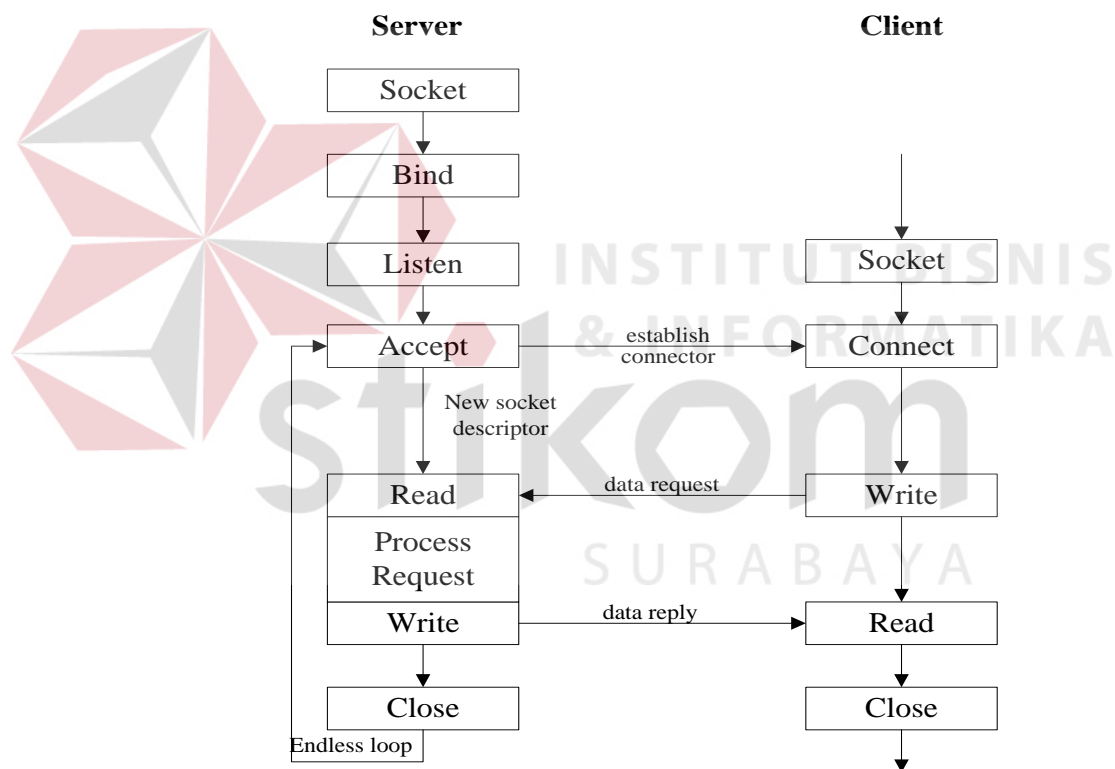 Server
Client
Socket
Bind
Listen
Socket
Accept
establish
connector
Connect
New socket
descriptor
Read
data request
Write
Process
Request
Write
data reply
Read
Close
Close
Endless loop
INSTITUT BISNIS
& INFORMATIKA
stikom
SURABAYA